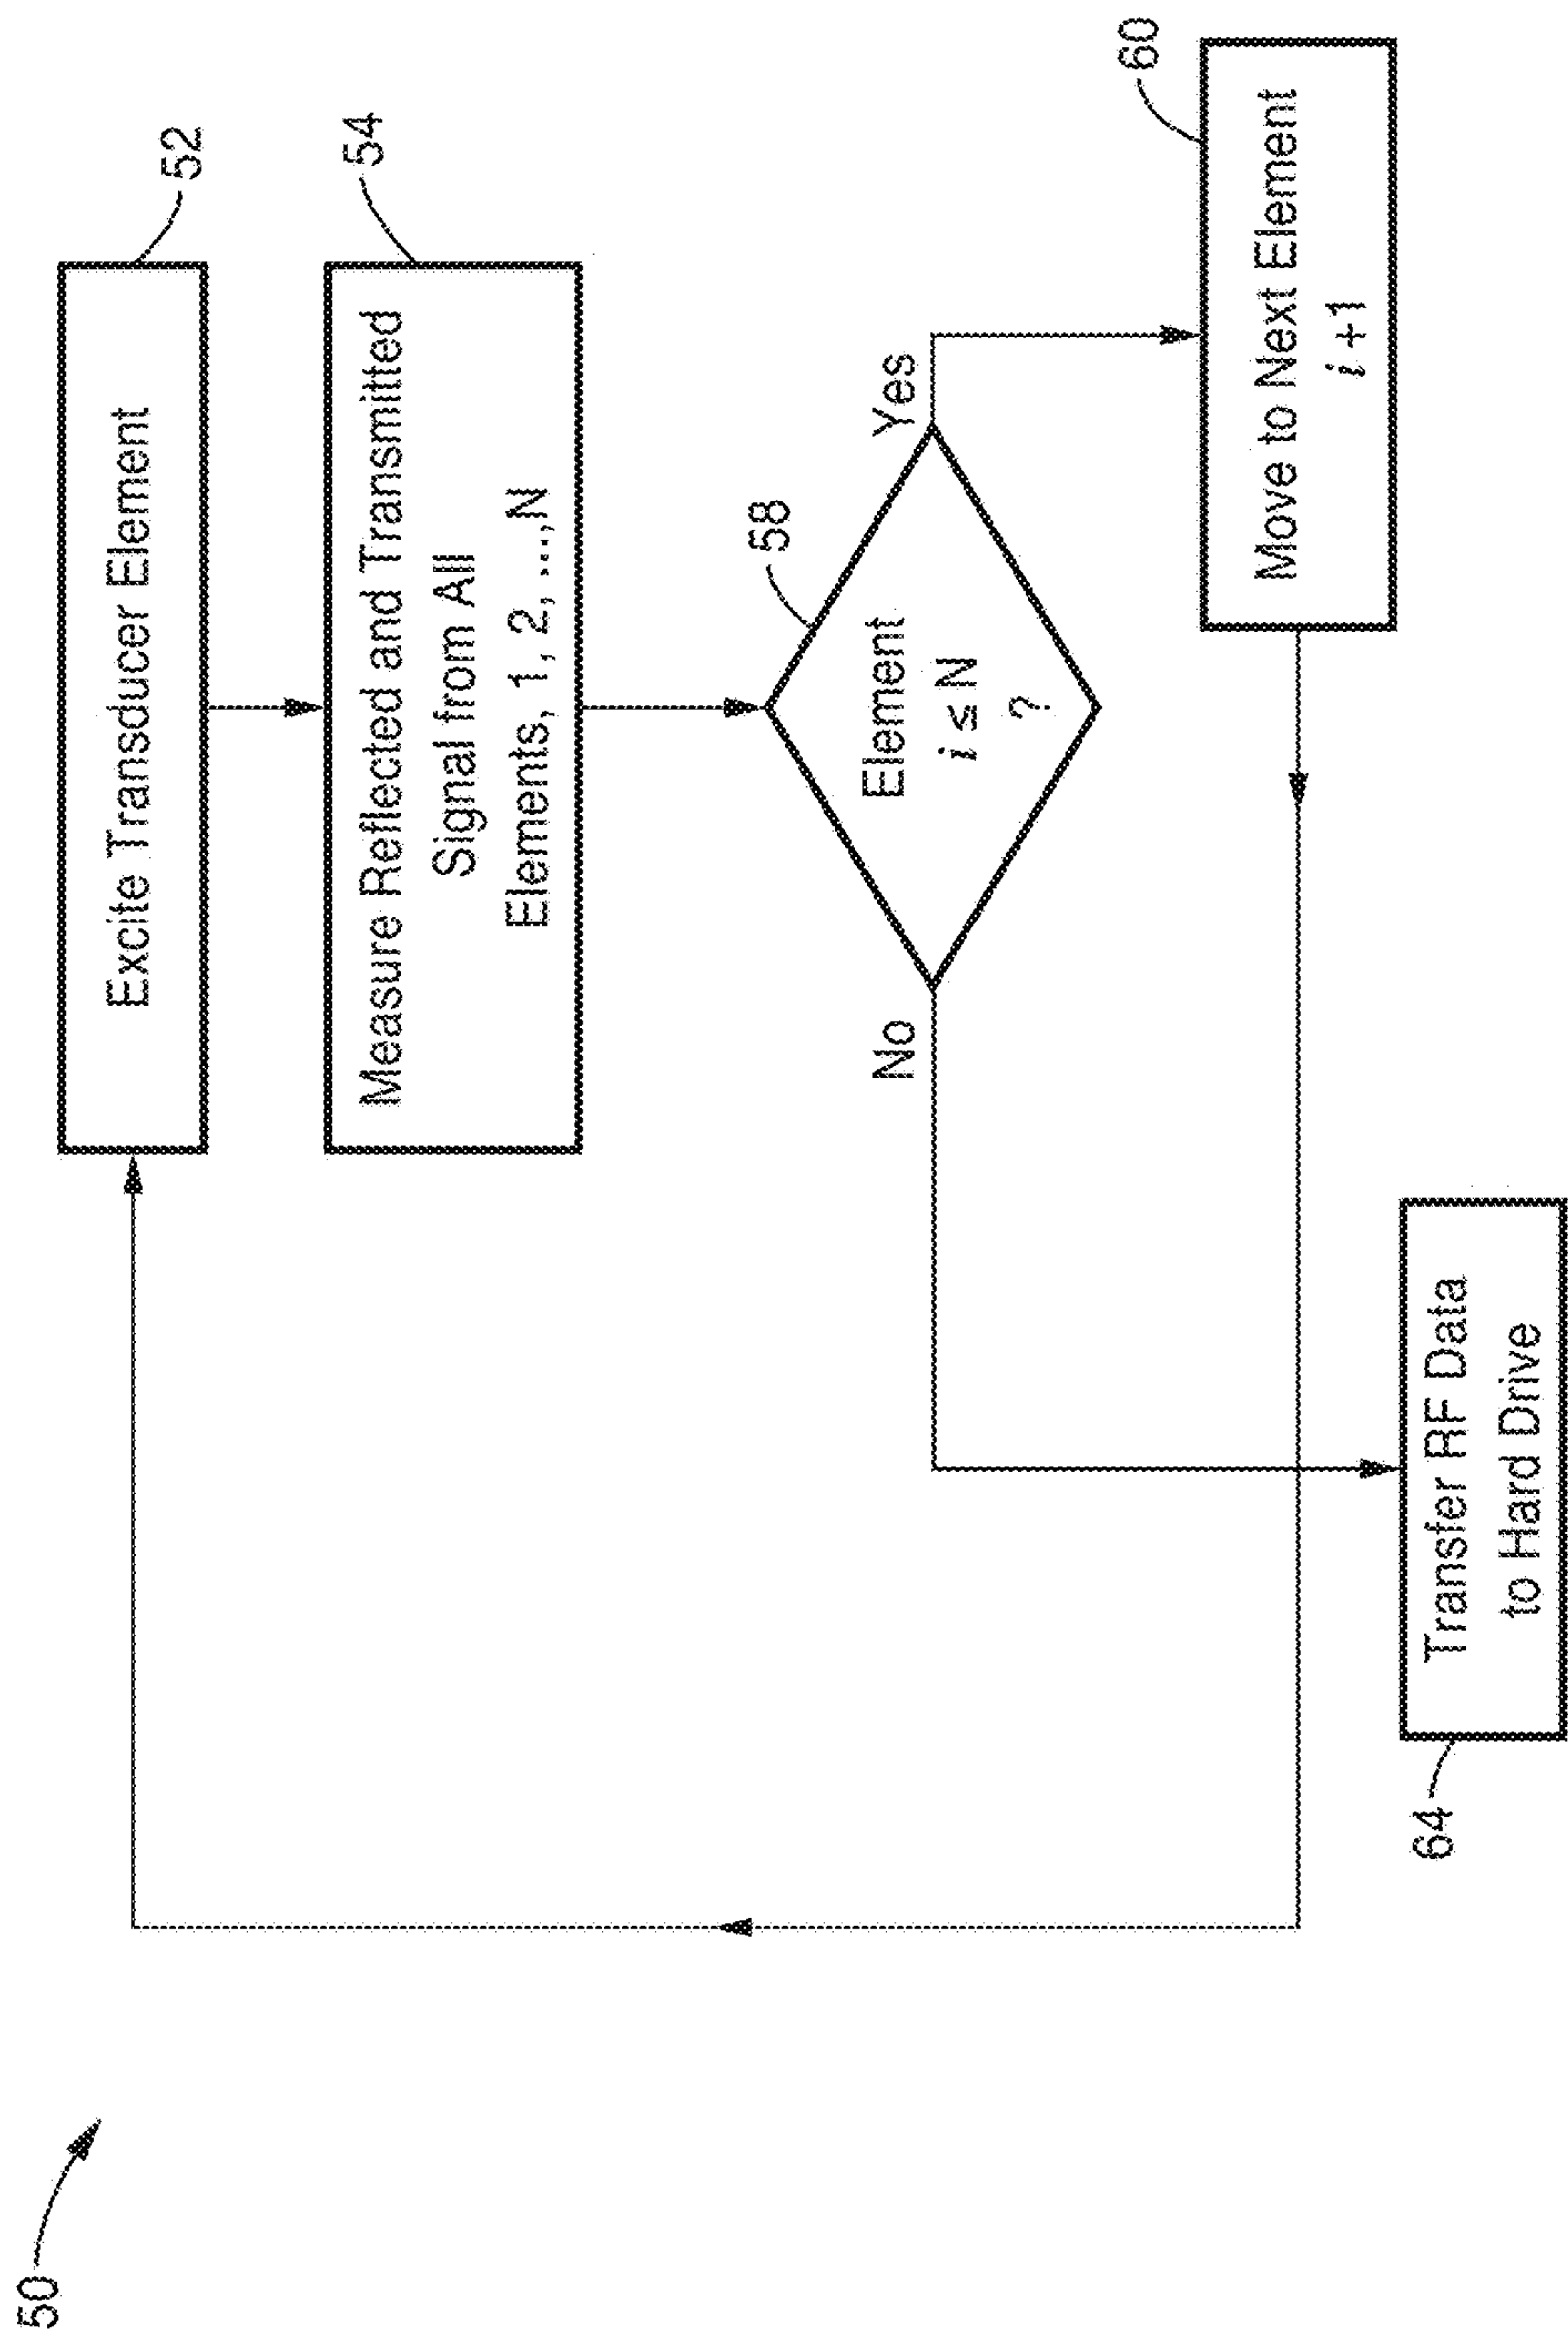 50
Excite Transducer Element
52
Measure Reflected and Transmitted
Signal from All
Elements, 1, 2, ...,N
54
58
Element
i ≤ N
?
No
Yes
60
Move to Next Element
i +1
64
Transfer RF Data
to Hard Drive